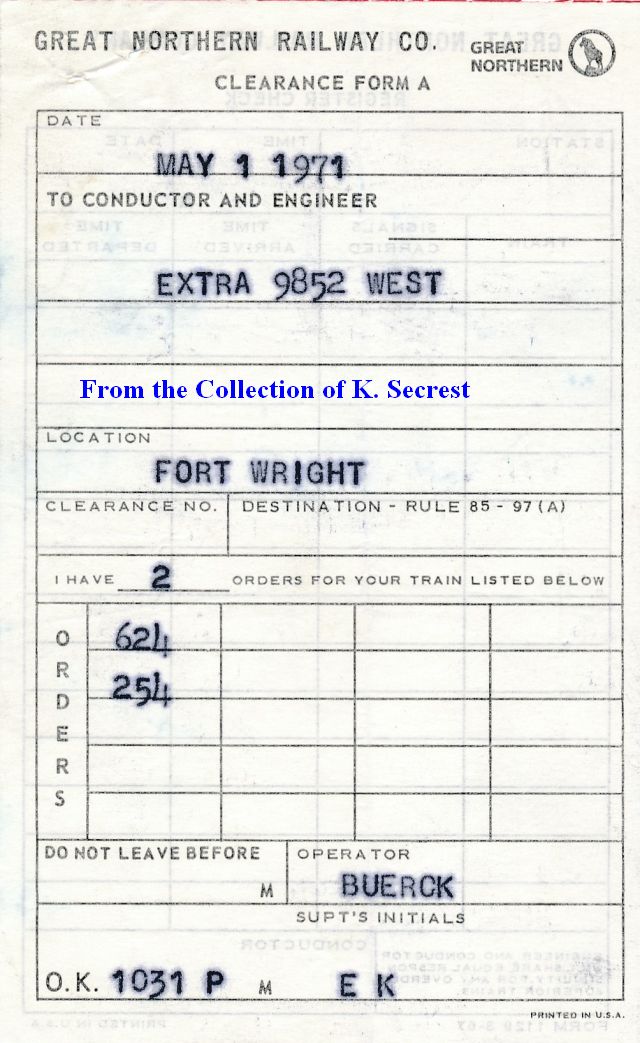 GREAT NORTHERN RAILWAY CO.
GREAT
NORTHERN
CLEARANCE FORM A
DATE
MAY 1 1971
TO CONDUCTOR AND ENGINEER
EXTRA 9852 WEST
From the Collection of K. Secrest
LOCATION
FORT WRIGHT
CLEARANCE NO. DESTINATION - RULE 85 - 97 (A)
I HAVE 2 ORDERS FOR YOUR TRAIN LISTED BELOW
ORDERS
624
254
DO NOT LEAVE BEFORE M
OPERATOR
BUERCK
SUPT'S INITIALS
O.K. 1031 P M E K
PRINTED IN U.S.A.